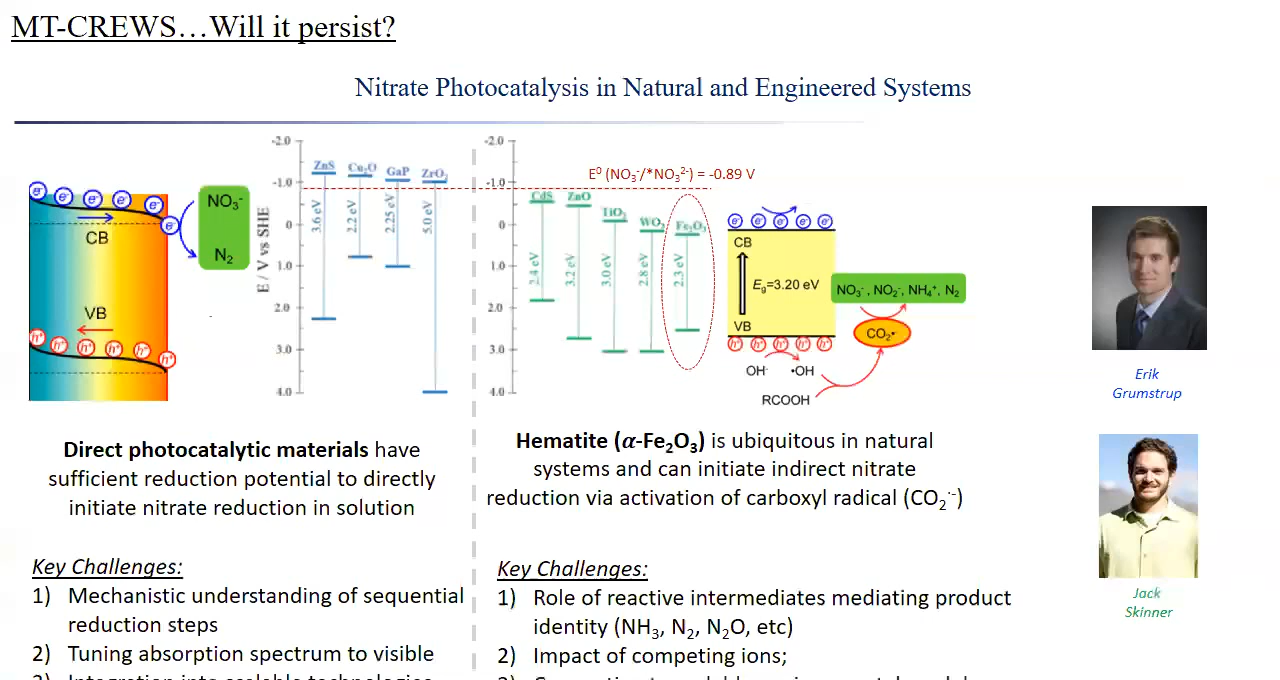 MT-CREWS…Will it persist?
Nitrate Photocatalysis in Natural and Engineered Systems
e⁻ e⁻ e⁻ e⁻ e⁻ e⁻
CB
VB
h⁺ h⁺ h⁺ h⁺ h⁺ h⁺
NO₃⁻
N₂
E / V vs SHE
-2.0
-1.0
0
1.0
2.0
3.0
4.0
ZnS Cu₂O GaP ZrO₂
3.6 eV 2.2 eV 2.25 eV 5.0 eV
-2.0
-1.0
0
1.0
2.0
3.0
4.0
E⁰ (NO₃⁻/*NO₃²⁻) = -0.89 V
CdS ZnO TiO₂ WO₃ Fe₂O₃
2.4 eV 3.2 eV 3.0 eV 2.8 eV 2.3 eV
e⁻ e⁻ e⁻ e⁻ e⁻
CB
Eg=3.20 eV
VB
h⁺ h⁺ h⁺ h⁺ h⁺
NO₃⁻, NO₂⁻, NH₄⁺, N₂
CO₂•⁻
OH⁻ •OH
RCOOH
Erik
Grumstrup
Jack
Skinner
Direct photocatalytic materials have
sufficient reduction potential to directly
initiate nitrate reduction in solution
Key Challenges:
1) Mechanistic understanding of sequential
reduction steps
2) Tuning absorption spectrum to visible
3) Integration into scalable technologies
Hematite (α-Fe₂O₃) is ubiquitous in natural
systems and can initiate indirect nitrate
reduction via activation of carboxyl radical (CO₂˙⁻)
Key Challenges:
1) Role of reactive intermediates mediating product
identity (NH₃, N₂, N₂O, etc)
2) Impact of competing ions;